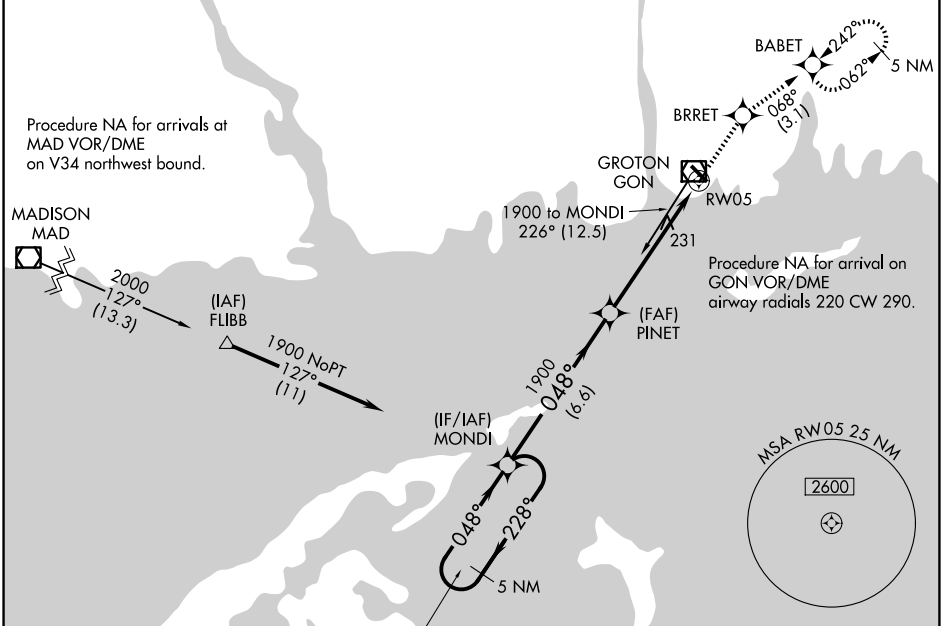 BABET
242°
062°
5 NM
BRRET
068°
(3.1)
Procedure NA for arrivals at
MAD VOR/DME
on V34 northwest bound.
GROTON
GON
RW05
1900 to MONDI
226° (12.5)
231
MADISON
MAD
Procedure NA for arrival on
GON VOR/DME
airway radials 220 CW 290.
2000
127°
(13.3)
(IAF)
FLIBB
(FAF)
PINET
1900 NoPT
127°
(11)
1900
048°
(6.6)
(IF/IAF)
MONDI
MSA RW05 25 NM
2600
048°
228°
5 NM